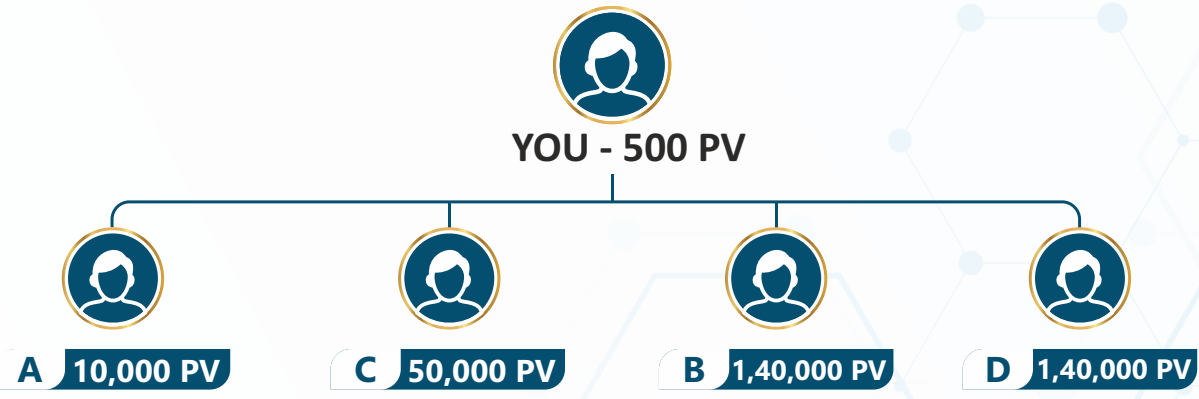 YOU - 500 PV
A 10,000 PV
C 50,000 PV
B 1,40,000 PV
D 1,40,000 PV